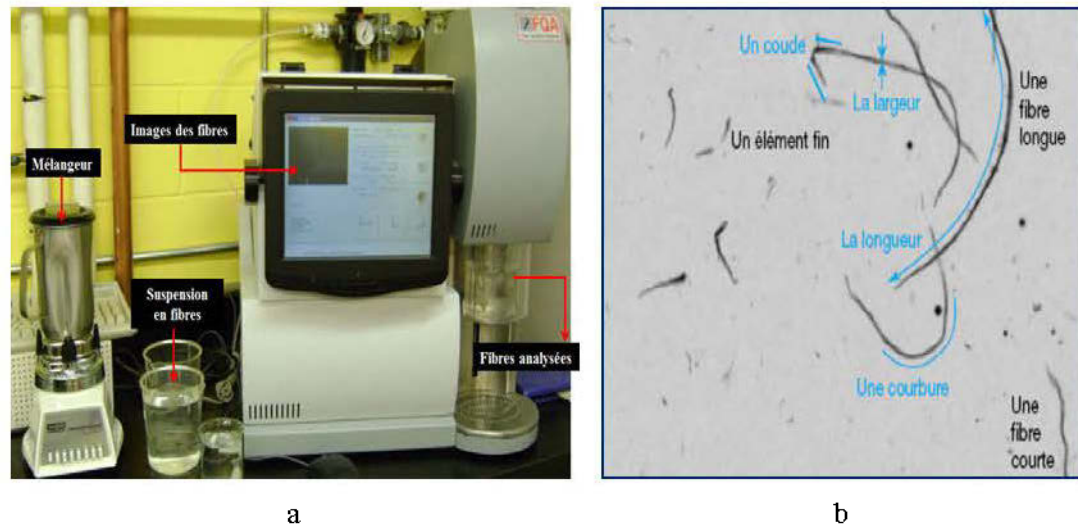 FQA
Images des fibres
Mélangeur
Suspension
en fibres
Fibres analysées
a
Un coude
La largeur
Un élément fin
Une
fibre
longue
La longueur
Une courbure
Une
fibre
courte
b